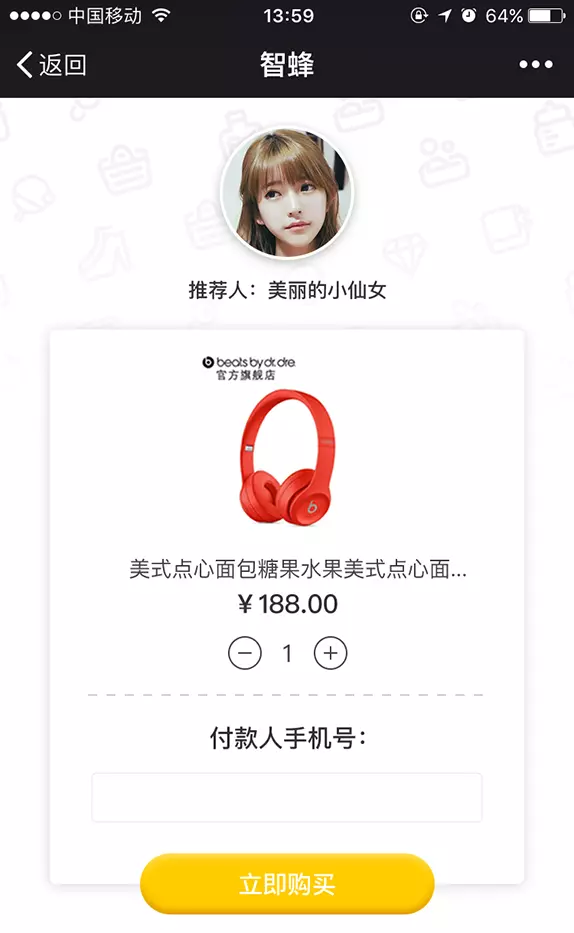 中国移动 13:59 64%
返回 智蜂
推荐人：美丽的小仙女
beats by dr. dre
官方旗舰店
b
美式点心面包糖果水果美式点心面...
￥188.00
1
付款人手机号：
立即购买